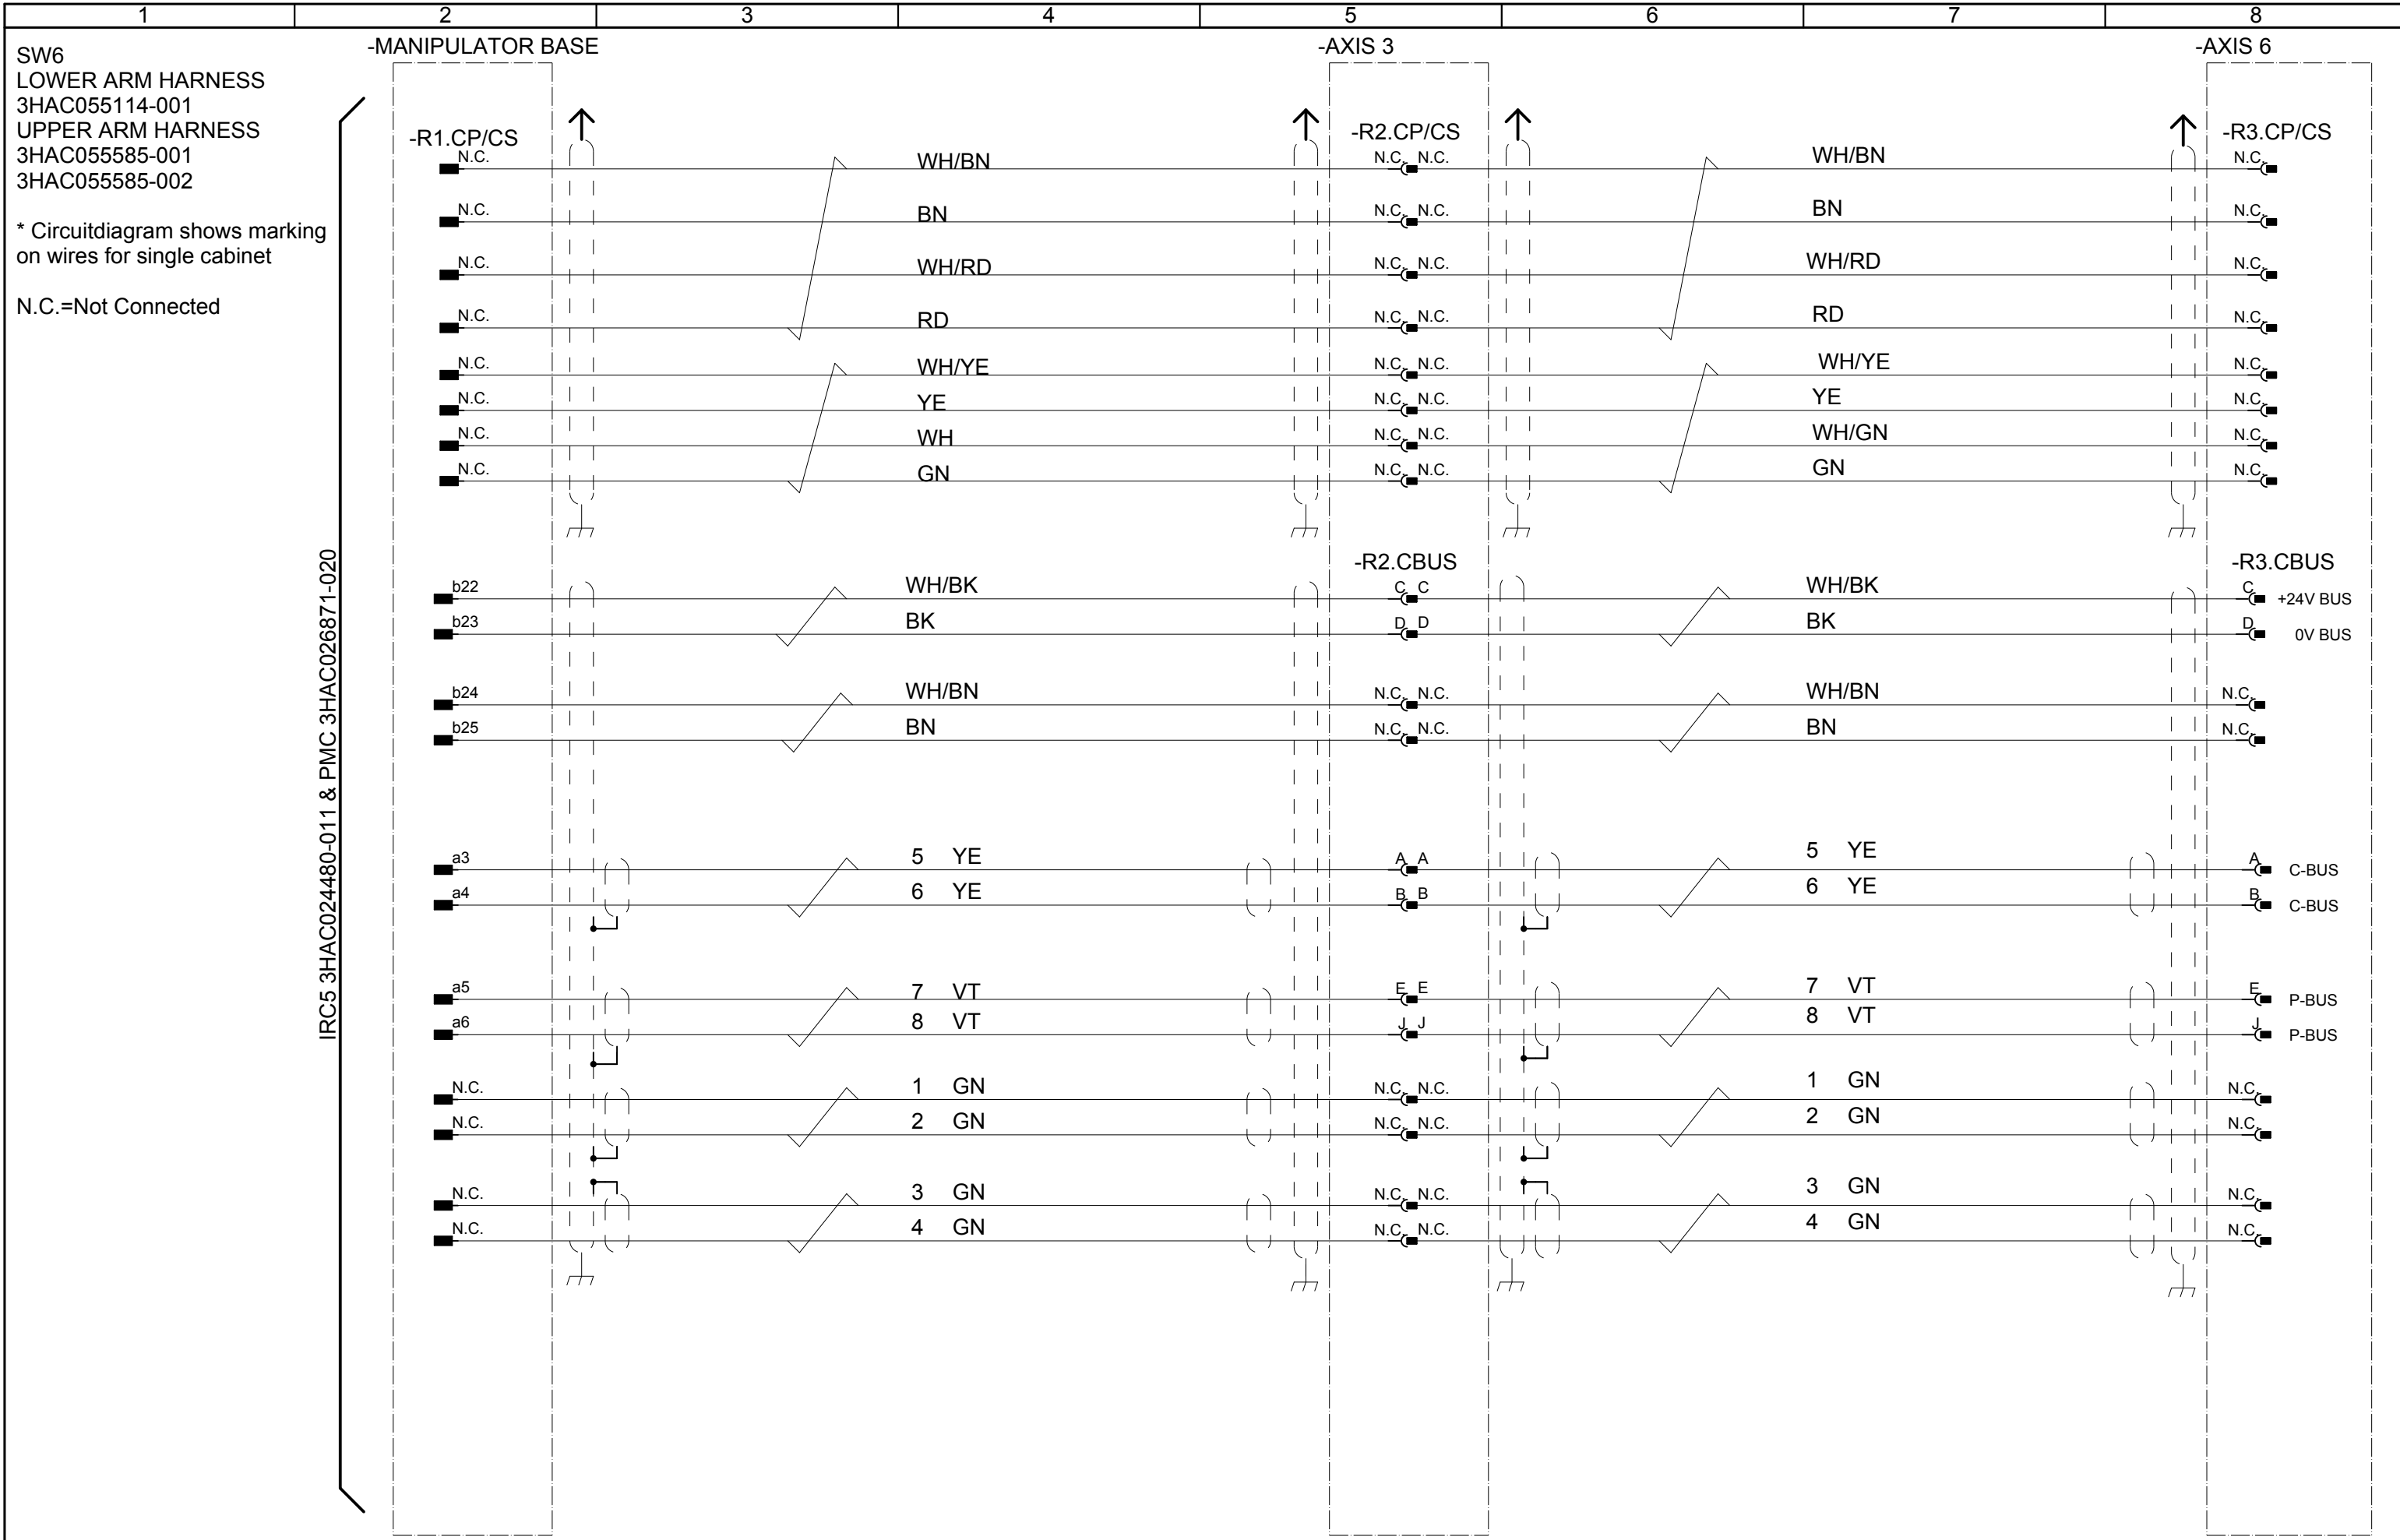 1 2 3 4 5 6 7 8
-MANIPULATOR BASE -AXIS 3 -AXIS 6
SW6
LOWER ARM HARNESS
3HAC055114-001
UPPER ARM HARNESS
3HAC055585-001
3HAC055585-002
* Circuitdiagram shows marking
on wires for single cabinet
N.C.=Not Connected
IRC5 3HAC024480-011 & PMC 3HAC026871-020
-R1.CP/CS -R2.CP/CS -R3.CP/CS
N.C. WH/BN N.C. N.C. WH/BN N.C.
N.C. BN N.C. N.C. BN N.C.
N.C. WH/RD N.C. N.C. WH/RD N.C.
N.C. RD N.C. N.C. RD N.C.
N.C. WH/YE N.C. N.C. WH/YE N.C.
N.C. YE N.C. N.C. YE N.C.
N.C. WH N.C. N.C. WH/GN N.C.
N.C. GN N.C. N.C. GN N.C.
-R2.CBUS -R3.CBUS
b22 WH/BK C C WH/BK C +24V BUS
b23 BK D D BK D 0V BUS
b24 WH/BN N.C. N.C. WH/BN N.C.
b25 BN N.C. N.C. BN N.C.
a3 5 YE A A 5 YE A C-BUS
a4 6 YE B B 6 YE B C-BUS
a5 7 VT E E 7 VT E P-BUS
a6 8 VT J J 8 VT J P-BUS
N.C. 1 GN N.C. N.C. 1 GN N.C.
N.C. 2 GN N.C. N.C. 2 GN N.C.
N.C. 3 GN N.C. N.C. 3 GN N.C.
N.C. 4 GN N.C. N.C. 4 GN N.C.